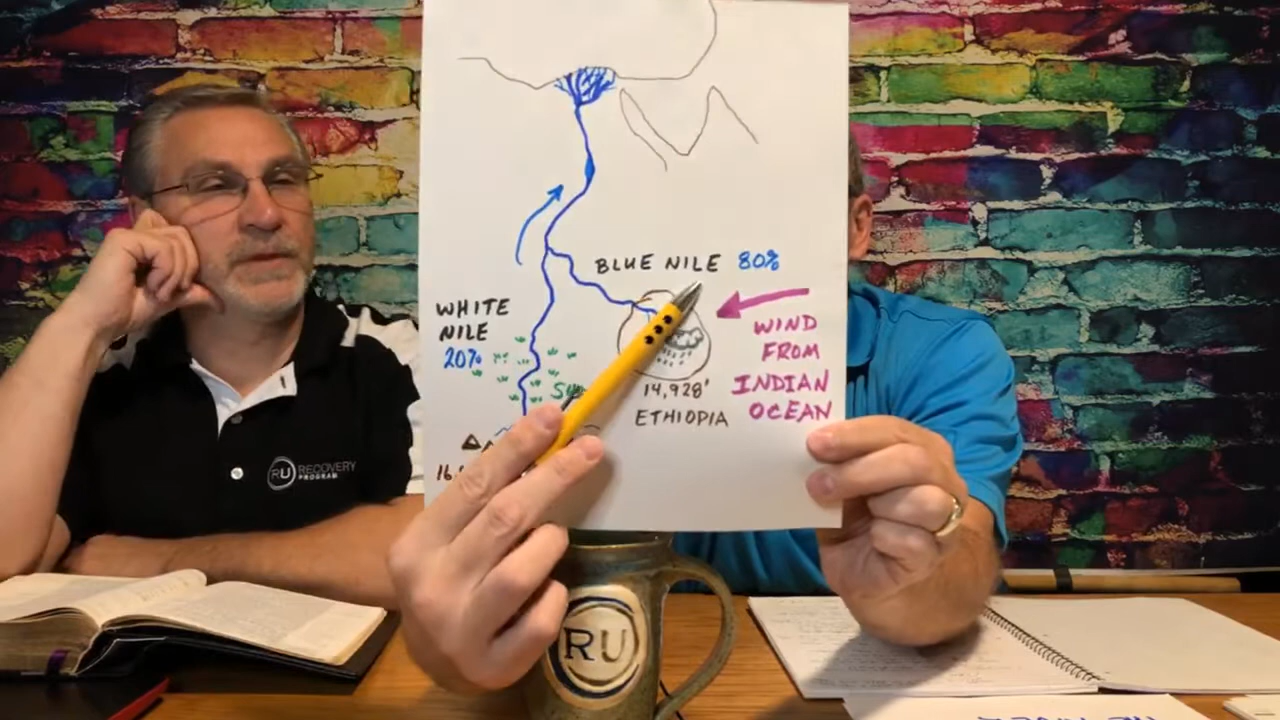 BLUE NILE 80%
WHITE
NILE
20%
WIND
FROM
INDIAN
OCEAN
14,928'
ETHIOPIA
RU RECOVERY
PROGRAM
RU